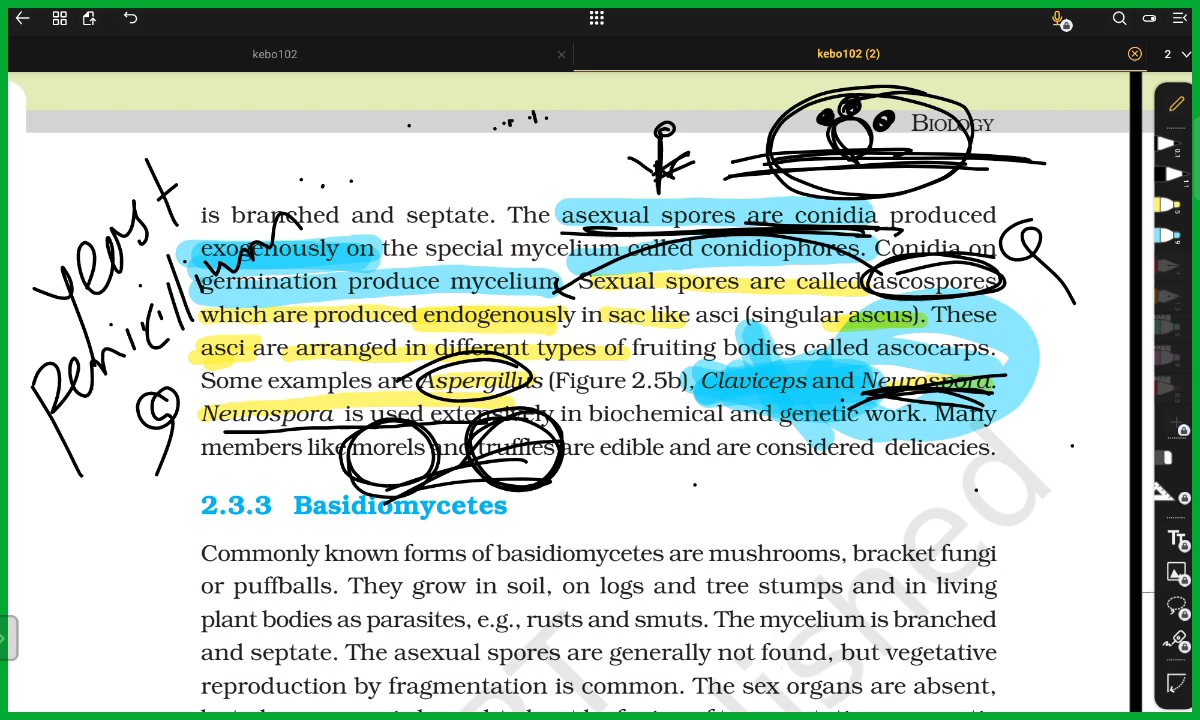 kebo102
kebo102 (2)
2
BIOLOGY
yeast
penicillium
is branched and septate. The asexual spores are conidia produced
exogenously on the special mycelium called conidiophores. Conidia on
germination produce mycelium. Sexual spores are called ascospores
which are produced endogenously in sac like asci (singular ascus). These
asci are arranged in different types of fruiting bodies called ascocarps.
Some examples are Aspergillus (Figure 2.5b), Claviceps and Neurospora.
Neurospora is used extensively in biochemical and genetic work. Many
members like morels and truffles are edible and are considered delicacies.
2.3.3 Basidiomycetes
Commonly known forms of basidiomycetes are mushrooms, bracket fungi
or puffballs. They grow in soil, on logs and tree stumps and in living
plant bodies as parasites, e.g., rusts and smuts. The mycelium is branched
and septate. The asexual spores are generally not found, but vegetative
reproduction by fragmentation is common. The sex organs are absent,